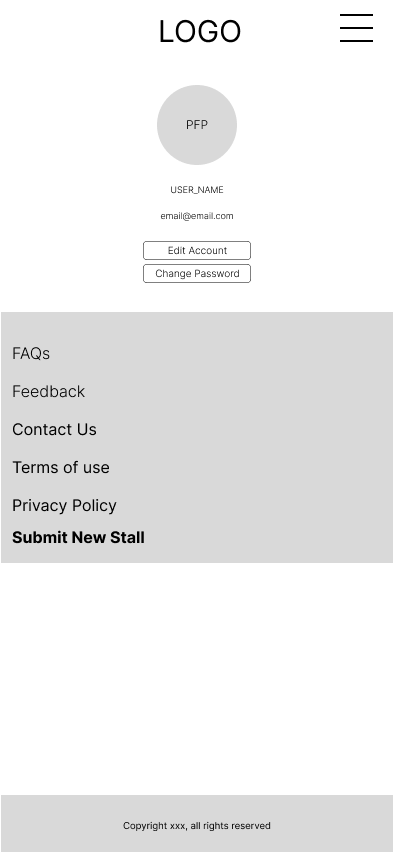 LOGO
PFP
USER_NAME
email@email.com
Edit Account
Change Password
FAQs
Feedback
Contact Us
Terms of use
Privacy Policy
Submit New Stall
Copyright xxx, all rights reserved